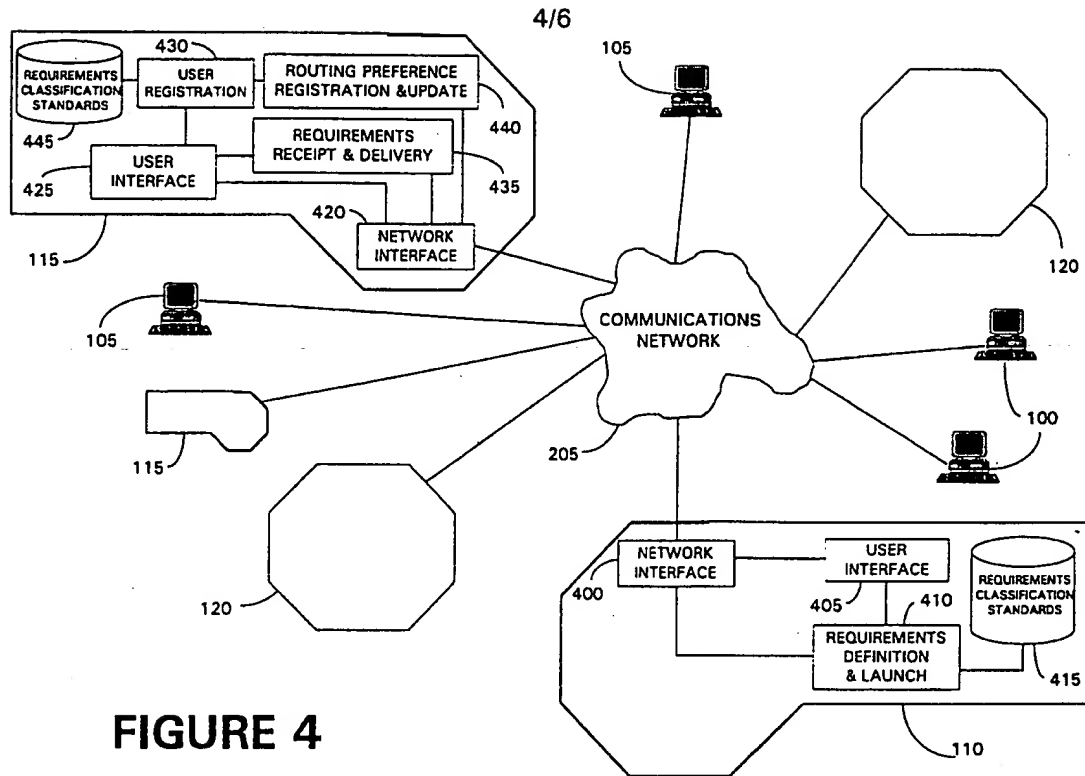 4/6
430
105
REQUIREMENTS
CLASSIFICATION
STANDARDS
USER
REGISTRATION
ROUTING PREFERENCE
REGISTRATION &UPDATE
445
440
REQUIREMENTS
RECEIPT & DELIVERY
425
USER
INTERFACE
435
420
NETWORK
INTERFACE
115
120
105
COMMUNICATIONS
NETWORK
100
115
205
120
NETWORK
INTERFACE
400
USER
INTERFACE
405
410
REQUIREMENTS
CLASSIFICATION
STANDARDS
REQUIREMENTS
DEFINITION
& LAUNCH
415
110
FIGURE 4